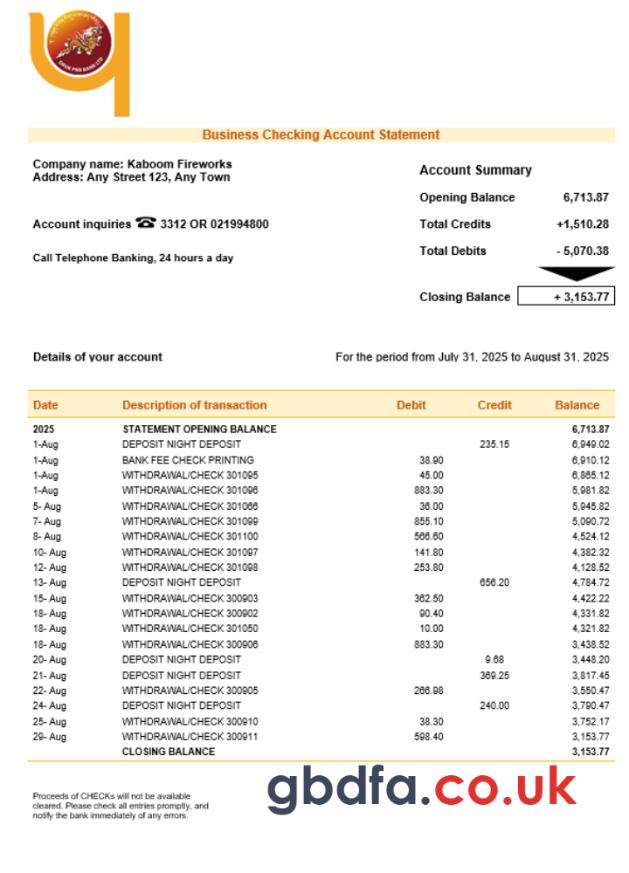 DRUK PNB BANK LTD
Business Checking Account Statement
Company name: Kaboom Fireworks
Address: Any Street 123, Any Town
Account inquiries ☎ 3312 OR 021994800
Call Telephone Banking, 24 hours a day
Account Summary
Opening Balance 6,713.87
Total Credits +1,510.28
Total Debits - 5,070.38
Closing Balance + 3,153.77
Details of your account For the period from July 31, 2025 to August 31, 2025
Date Description of transaction Debit Credit Balance
2025 STATEMENT OPENING BALANCE 6,713.87
1-Aug DEPOSIT NIGHT DEPOSIT 235.15 6,949.02
1-Aug BANK FEE CHECK PRINTING 38.90 6,910.12
1-Aug WITHDRAWAL/CHECK 301095 45.00 6,865.12
1-Aug WITHDRAWAL/CHECK 301096 883.30 5,981.82
5- Aug WITHDRAWAL/CHECK 301066 36.00 5,945.82
7- Aug WITHDRAWAL/CHECK 301099 855.10 5,090.72
8- Aug WITHDRAWAL/CHECK 301100 566.60 4,524.12
10- Aug WITHDRAWAL/CHECK 301097 141.80 4,382.32
12- Aug WITHDRAWAL/CHECK 301098 253.80 4,128.52
13- Aug DEPOSIT NIGHT DEPOSIT 656.20 4,784.72
15- Aug WITHDRAWAL/CHECK 300903 362.50 4,422.22
18- Aug WITHDRAWAL/CHECK 300902 90.40 4,331.82
18- Aug WITHDRAWAL/CHECK 301050 10.00 4,321.82
18- Aug WITHDRAWAL/CHECK 300906 883.30 3,438.52
20- Aug DEPOSIT NIGHT DEPOSIT 9.68 3,448.20
21- Aug DEPOSIT NIGHT DEPOSIT 369.25 3,817.45
22- Aug WITHDRAWAL/CHECK 300905 266.98 3,550.47
24- Aug DEPOSIT NIGHT DEPOSIT 240.00 3,790.47
25- Aug WITHDRAWAL/CHECK 300910 38.30 3,752.17
29- Aug WITHDRAWAL/CHECK 300911 598.40 3,153.77
CLOSING BALANCE 3,153.77
Proceeds of CHECKs will not be available
cleared. Please check all entries promptly, and
notify the bank immediately of any errors.
gbdfa.co.uk